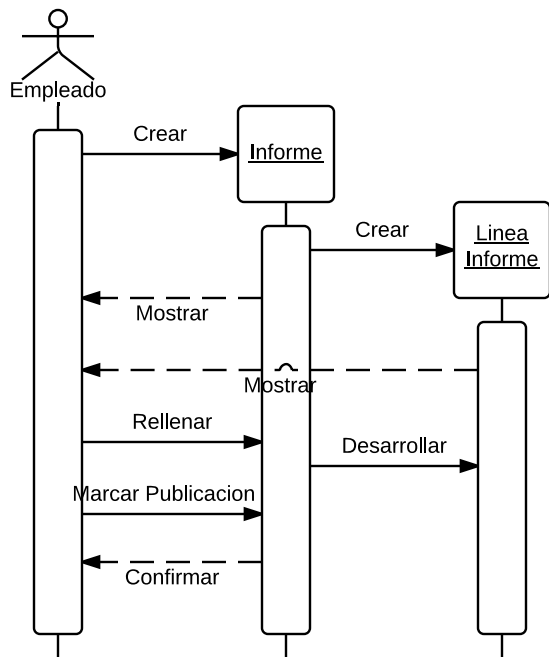 Empleado
Crear
Informe
Crear
Linea
Informe
Mostrar
Mostrar
Rellenar
Desarrollar
Marcar Publicacion
Confirmar